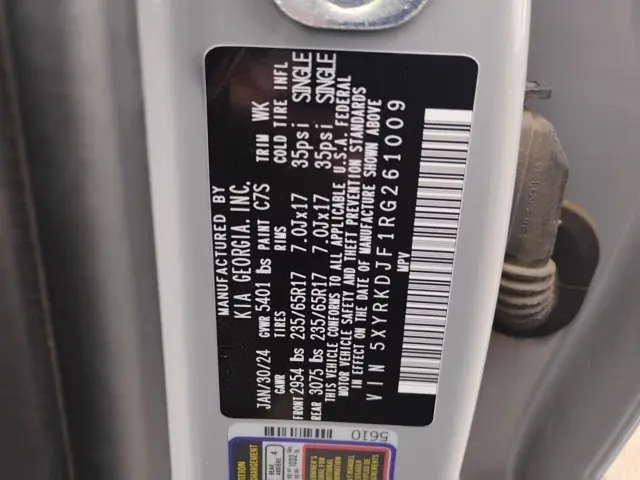 MANUFACTURED BY
KIA GEORGIA. INC.
JAN/30/24 GVWR 5401 lbs PAINT C7S TRIM WK
GAWR TIRES RIMS COLD TIRE INFL
FRONT 2954 lbs 235/65R17 7.0Jx17 35psi SINGLE
REAR 3075 lbs 235/65R17 7.0Jx17 35psi SINGLE
THIS VEHICLE CONFORMS TO ALL APPLICABLE U.S.A. FEDERAL
MOTOR VEHICLE SAFETY AND THEFT PREVENTION STANDARDS
IN EFFECT ON THE DATE OF MANUFACTURE SHOWN ABOVE
VIN 5XYRKDJF1RG261009
MPV
5610
REAR 4